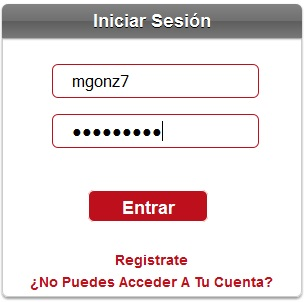 Iniciar Sesión
mgonz7
●●●●●●●●●
Entrar
Registrate
¿No Puedes Acceder A Tu Cuenta?